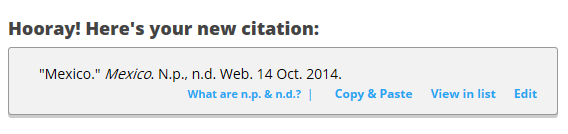 Hooray! Here's your new citation:
"Mexico." Mexico. N.p., n.d. Web. 14 Oct. 2014.
What are n.p. & n.d.? | Copy & Paste View in list Edit